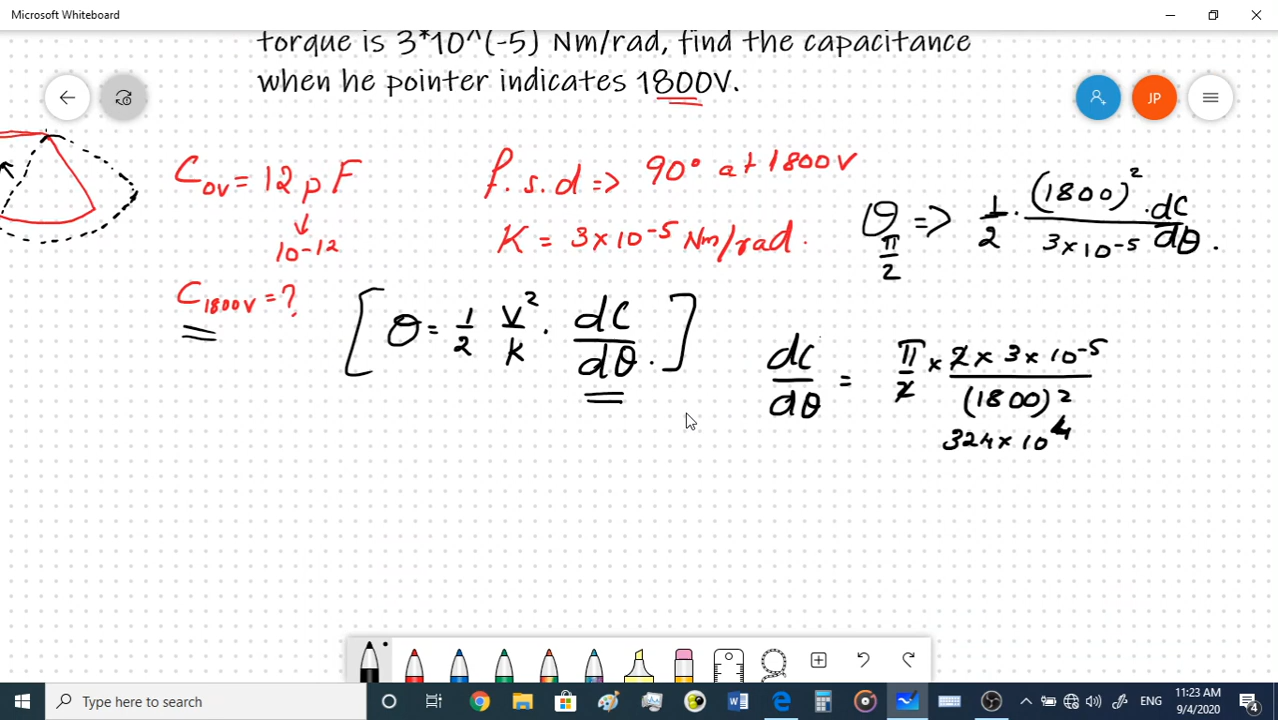 Microsoft Whiteboard
torque is 3*10^(-5) Nm/rad, find the capacitance
when he pointer indicates 1800V.
JP
C0V = 12 p F
↓
10-12
C1800V = ?
f.s.d => 90° at 1800V
K = 3×10^-5 Nm/rad.
θ => 1/2 . (1800)^2/3×10^-5 . dC/dθ .
π/2
[ θ = 1/2 V^2/K . dC/dθ . ]
dC/dθ = π/2 × 2 × 3 × 10^-5/(1800)^2
324 × 10^4
Type here to search
ENG
11:23 AM
9/4/2020
4